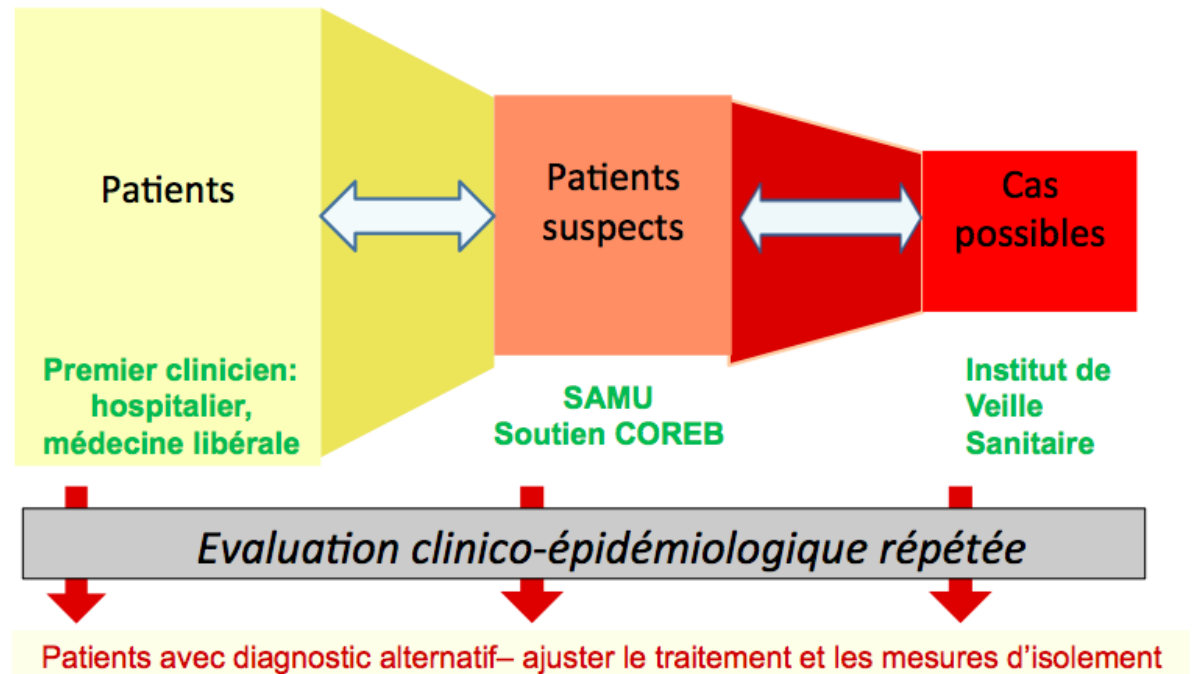 Patients
Patients
suspects
Cas
possibles
Premier clinicien:
hospitalier,
médecine libérale
SAMU
Soutien COREB
Institut de
Veille
Sanitaire
Evaluation clinico-épidémiologique répétée
Patients avec diagnostic alternatif– ajuster le traitement et les mesures d’isolement